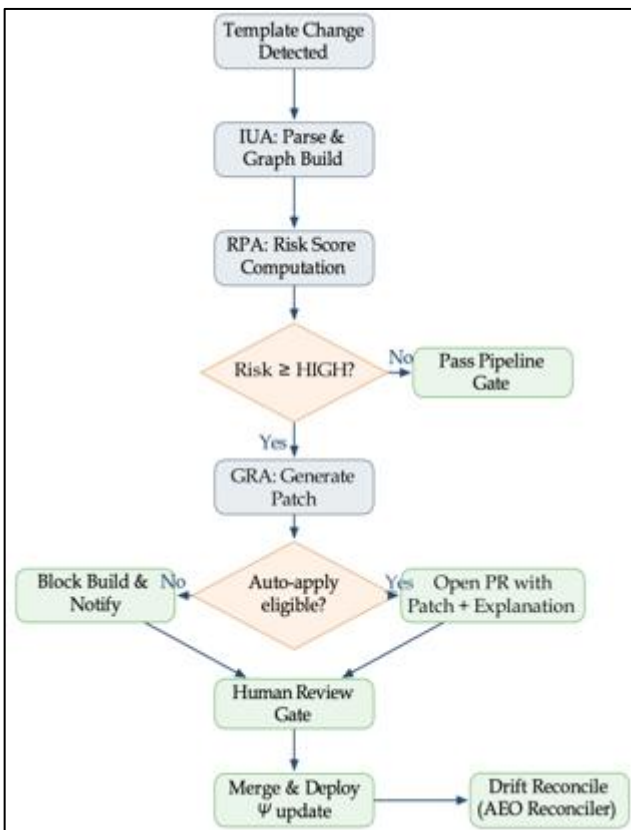 Template Change
Detected
IUA: Parse &
Graph Build
RPA: Risk Score
Computation
Risk ≥ HIGH?
No
Pass Pipeline
Gate
Yes
GRA: Generate
Patch
Block Build &
Notify
No
Auto-apply
eligible?
Yes
Open PR with
Patch + Explanation
Human Review
Gate
Merge & Deploy
Ψ update
Drift Reconcile
(AEO Reconciler)